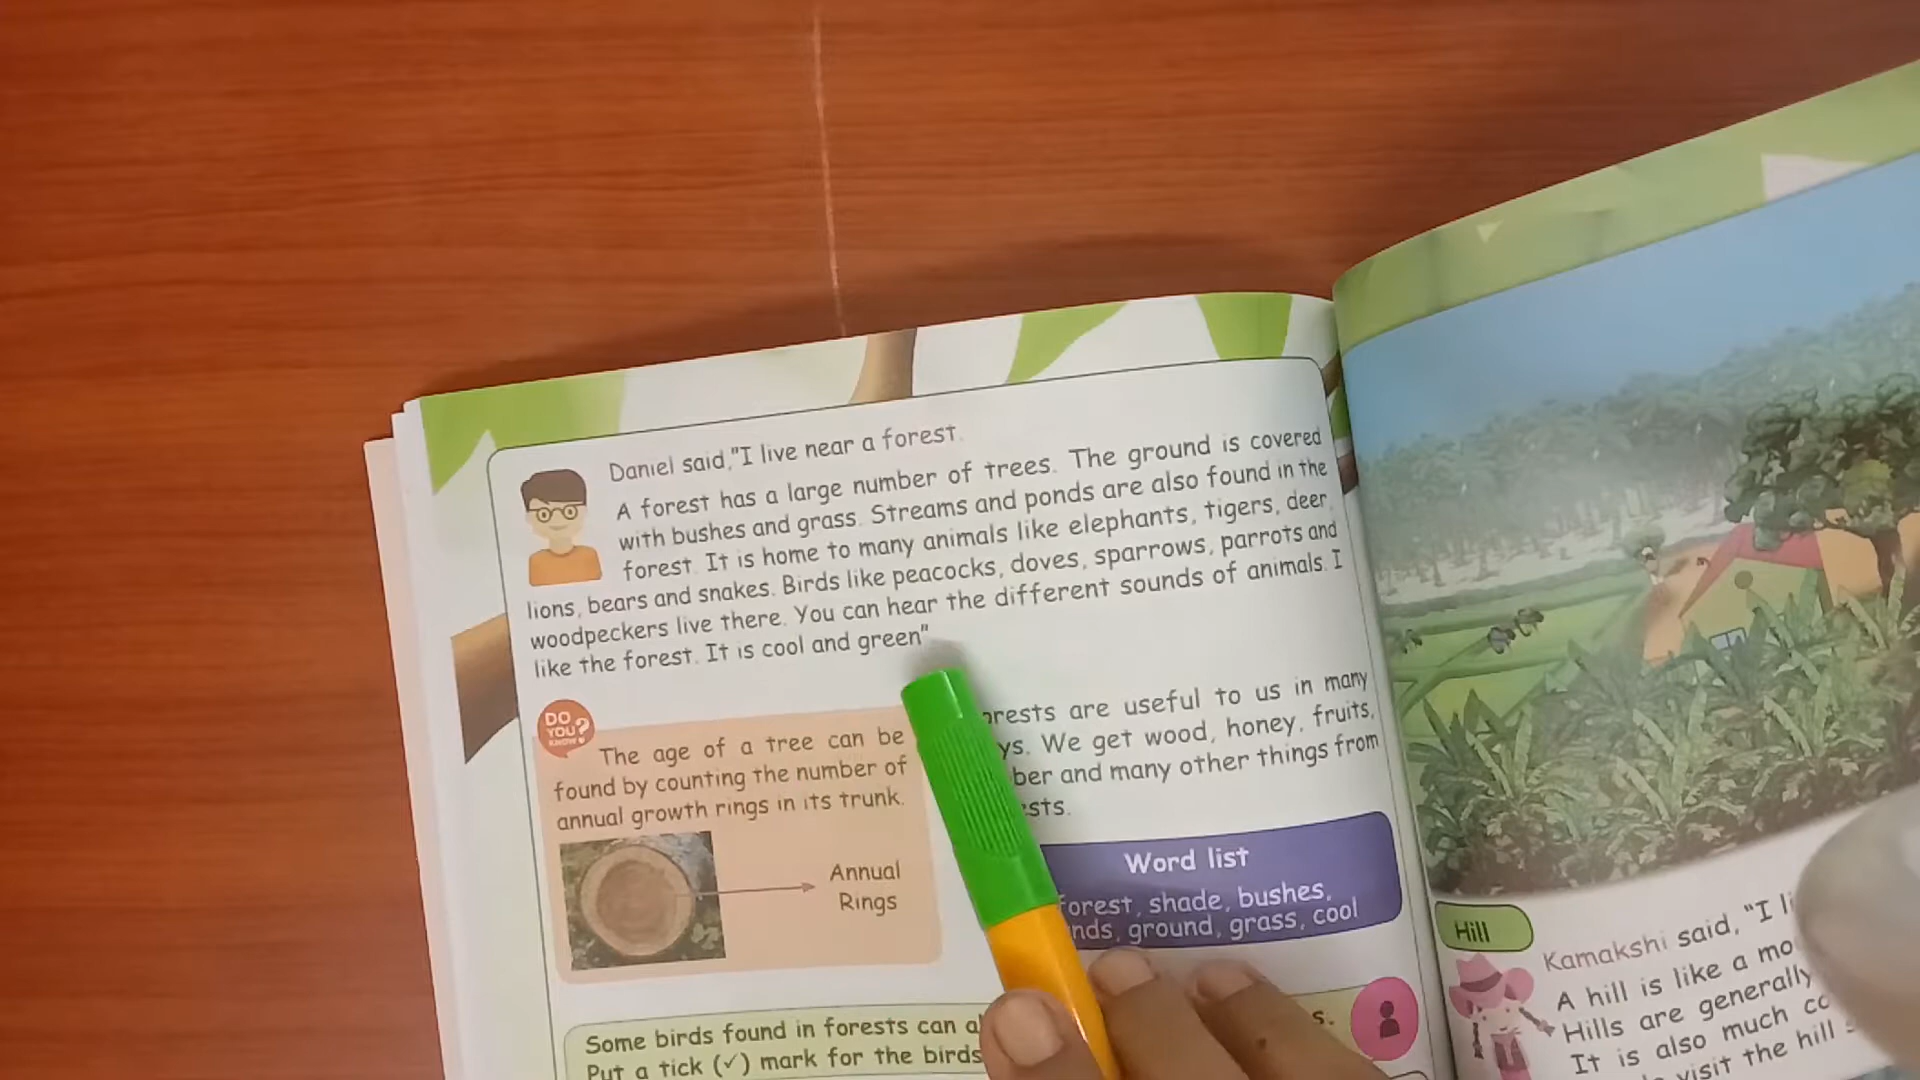 Daniel said,"I live near a forest.
A forest has a large number of trees. The ground is covered
with bushes and grass. Streams and ponds are also found in the
forest. It is home to many animals like elephants, tigers, deer,
lions, bears and snakes. Birds like peacocks, doves, sparrows, parrots and
woodpeckers live there. You can hear the different sounds of animals. I
like the forest. It is cool and green"
DO
YOU?
KNOW
The age of a tree can be
found by counting the number of
annual growth rings in its trunk.
Annual
Rings
are useful to us in many
We get wood, honey, fruits,
and many other things from
Word list
forest, shade, bushes,
ground, grass, cool
Some birds found in forests can
Put a tick (✓) mark for the birds
Hill
Kamakshi said, "I
A hill is like a
Hills are generally
It is also much
visit the hill